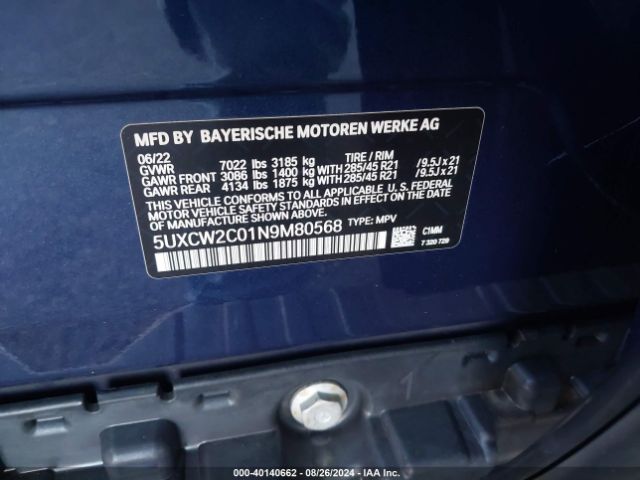 MFD BY BAYERISCHE MOTOREN WERKE AG
06/22 TIRE / RIM
GVWR 7022 lbs 3185 kg
GAWR FRONT 3086 lbs 1400 kg WITH 285/45 R21 / 9.5J x 21
GAWR REAR 4134 lbs 1875 kg WITH 285/45 R21 / 9.5J x 21
THIS VEHICLE CONFORMS TO ALL APPLICABLE U. S. FEDERAL
MOTOR VEHICLE SAFETY STANDARDS IN EFFECT ON THE DATE
OF MANUFACTURE SHOWN ABOVE.
5UXCW2C01N9M80568 TYPE: MPV
C1MM
7 320 728
000-40140662 - 08/26/2024 - IAA Inc.